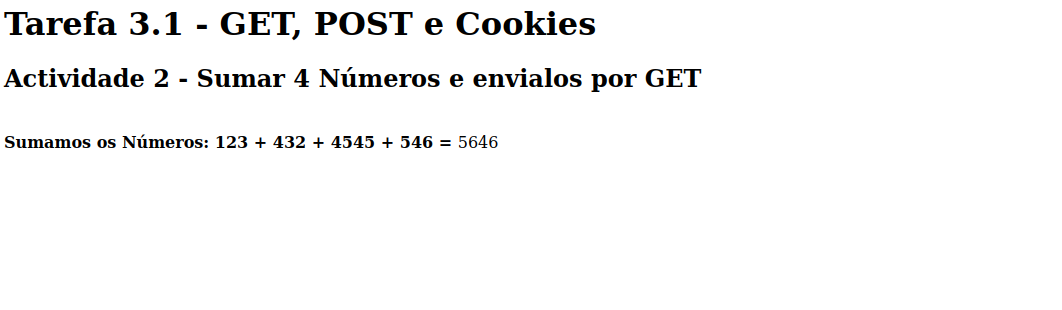 Tarefa 3.1 - GET, POST e Cookies
Actividade 2 - Sumar 4 Números e envialos por GET
Sumamos os Números: 123 + 432 + 4545 + 546 = 5646